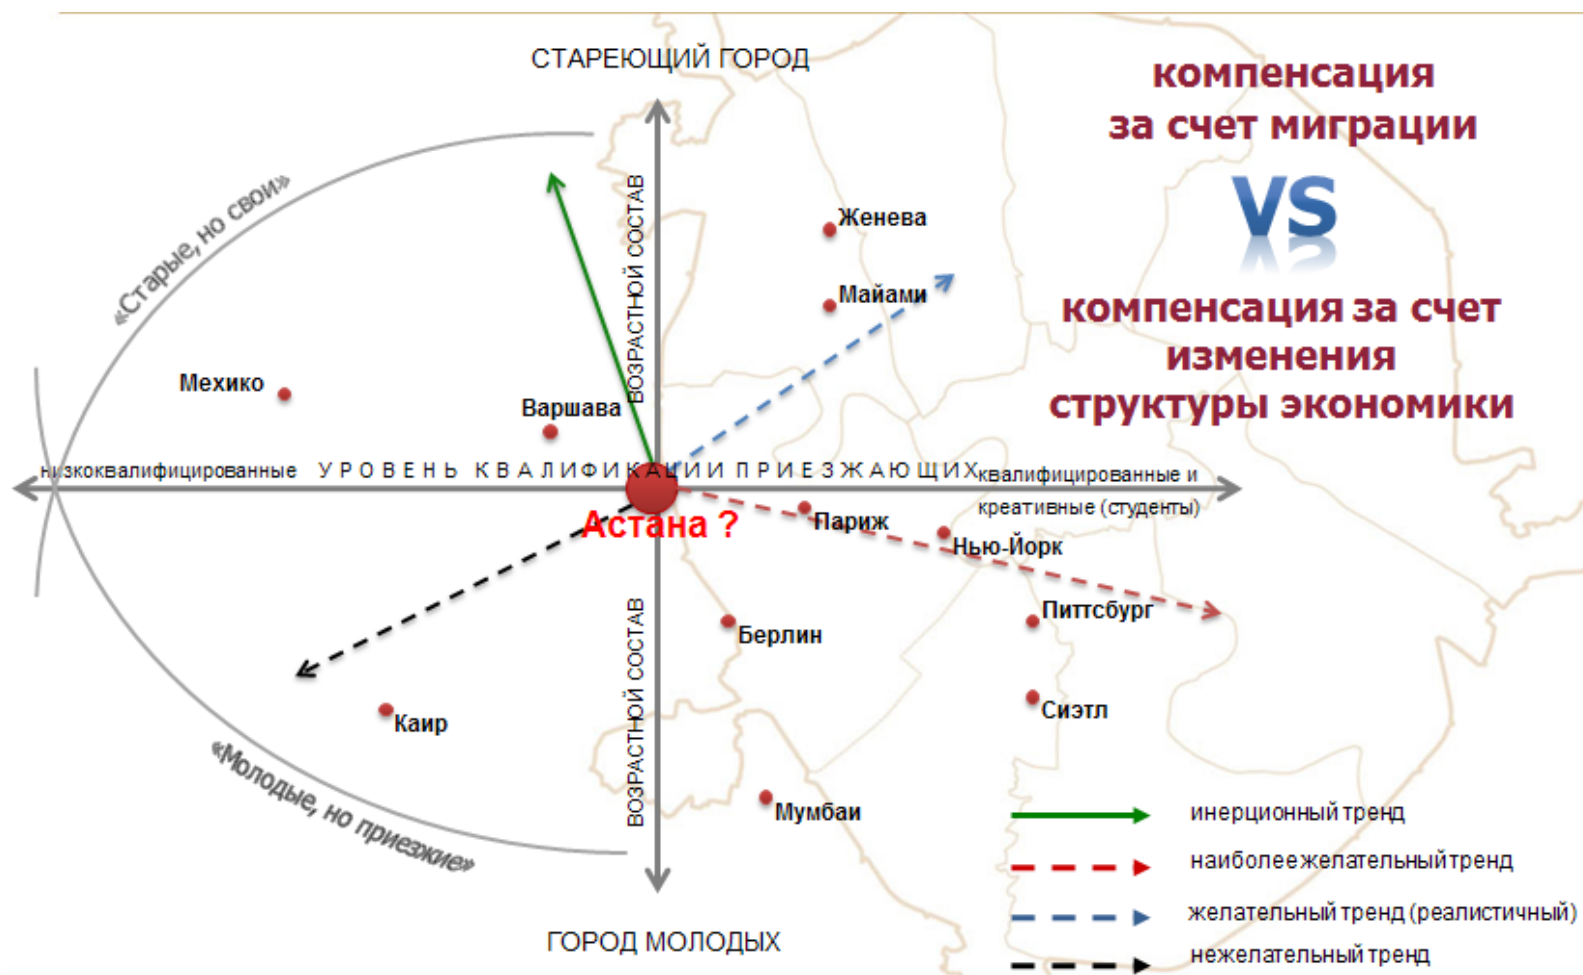 СТАРЕЮЩИЙ ГОРОД
компенсация
за счет миграции
VS
компенсация за счет
изменения
структуры экономики
«Старые, но свои»
ВОЗРАСТНОЙ СОСТАВ
Женева
Майами
Мехико
Варшава
низкоквалифицированные
УРОВЕНЬ КВАЛИФИКАЦИИ ПРИЕЗЖАЮЩИХ
квалифицированные и
креативные (студенты)
Астана ?
Париж
Нью-Йорк
Питтсбург
Берлин
Сиэтл
Каир
ВОЗРАСТНОЙ СОСТАВ
«Молодые, но приезжие»
Мумбаи
ГОРОД МОЛОДЫХ
инерционный тренд
наиболее желательный тренд
желательный тренд (реалистичный)
нежелательный тренд